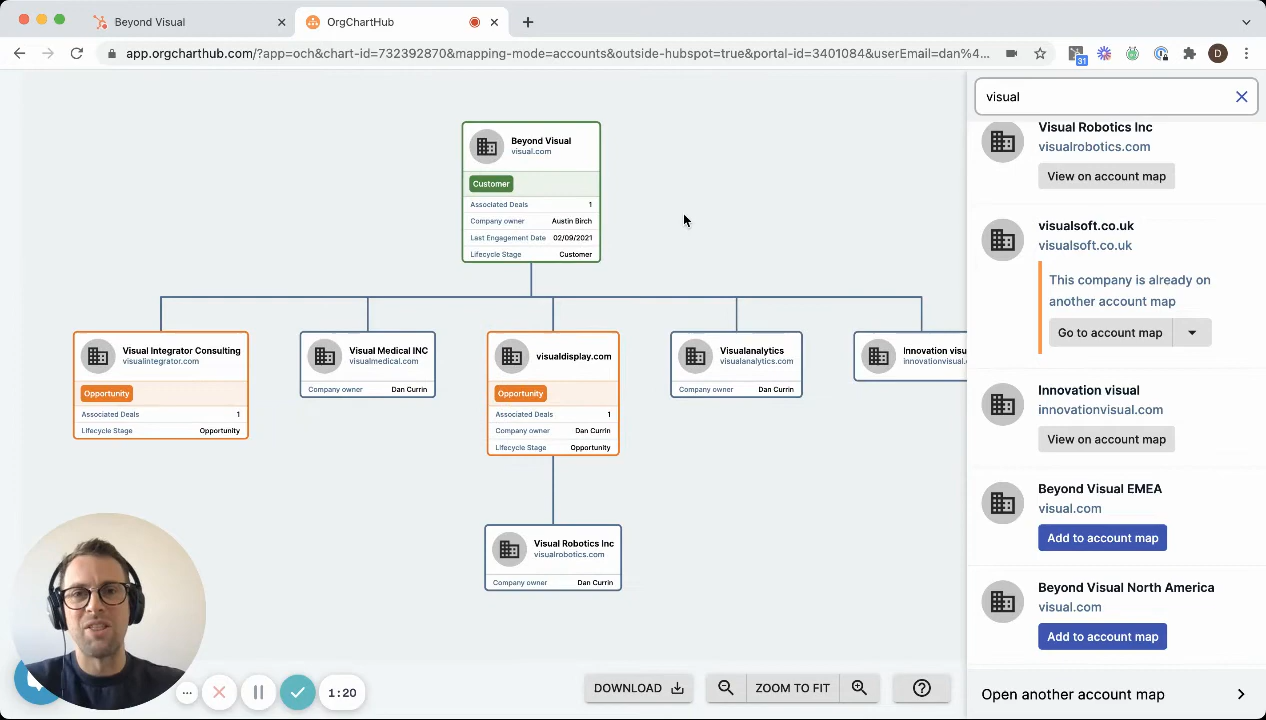 Beyond Visual
OrgChartHub
app.orgcharthub.com/?app=och&chart-id=732392870&mapping-mode=accounts&outside-hubspot=true&portal-id=3401084&userEmail=dan%4...
31
D
Beyond Visual
visual.com
Customer
Associated Deals 1
Company owner Austin Birch
Last Engagement Date 02/09/2021
Lifecycle Stage Customer
Visual Integrator Consulting
visualintegrator.com
Opportunity
Associated Deals 1
Lifecycle Stage Opportunity
Visual Medical INC
visualmedical.com
Company owner Dan Currin
visualdisplay.com
Opportunity
Associated Deals 1
Company owner Dan Currin
Lifecycle Stage Opportunity
Visualanalytics
visualanalytics.com
Company owner Dan Currin
Innovation visu
innovationvisual.
Visual Robotics Inc
visualrobotics.com
Company owner Dan Currin
visual
Visual Robotics Inc
visualrobotics.com
View on account map
visualsoft.co.uk
visualsoft.co.uk
This company is already on
another account map
Go to account map
Innovation visual
innovationvisual.com
View on account map
Beyond Visual EMEA
visual.com
Add to account map
Beyond Visual North America
visual.com
Add to account map
Open another account map
1:20
DOWNLOAD
ZOOM TO FIT